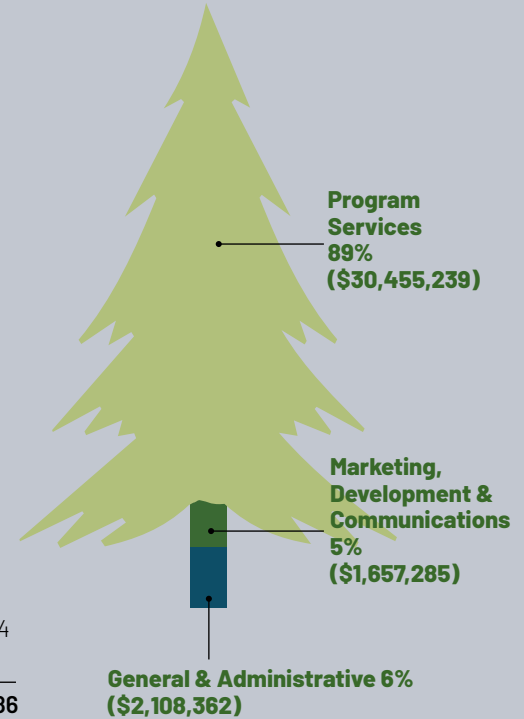 Program
Services
89%
($30,455,239)
Marketing,
Development &
Communications
5%
($1,657,285)
4
36
General & Administrative 6%
($2,108,362)